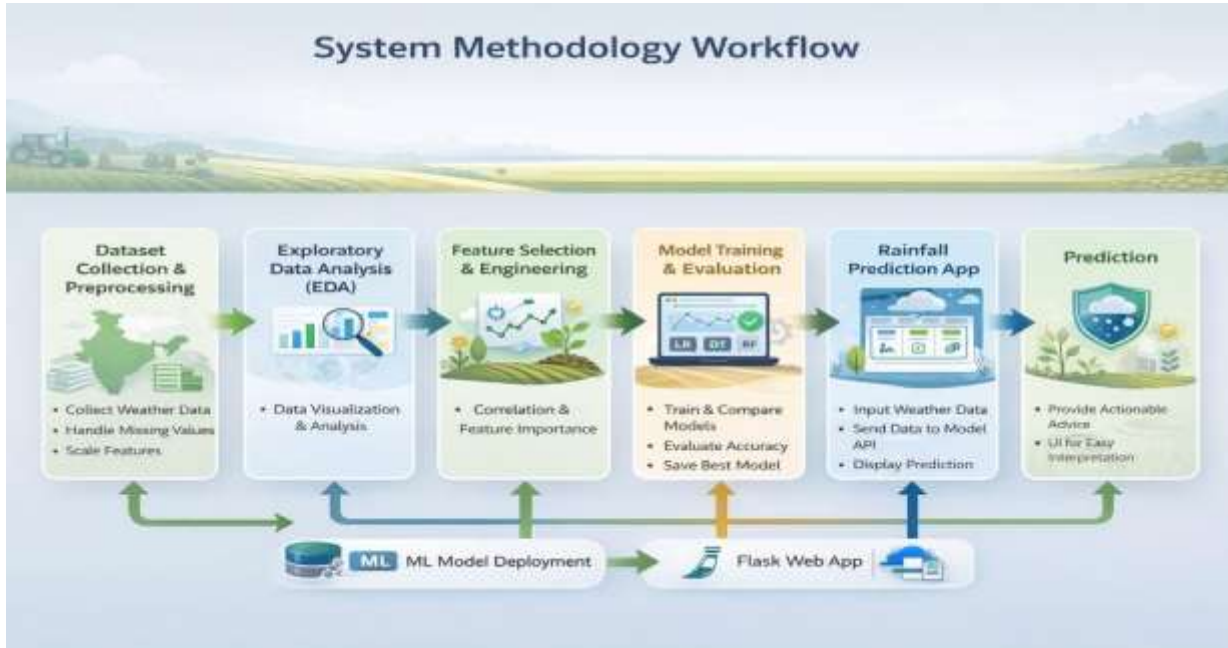 System Methodology Workflow
Dataset
Collection &
Preprocessing
• Collect Weather Data
• Handle Missing Values
• Scale Features
Exploratory
Data Analysis
(EDA)
• Data Visualization
& Analysis
Feature Selection
& Engineering
• Correlation &
Feature Importance
Model Training
& Evaluation
LR DT RF
• Train & Compare
Models
• Evaluate Accuracy
• Save Best Model
Rainfall
Prediction App
• Input Weather Data
• Send Data to Model
API
• Display Prediction
Prediction
• Provide Actionable
Advice
• UI for Easy
Interpretation
ML ML Model Deployment
Flask Web App